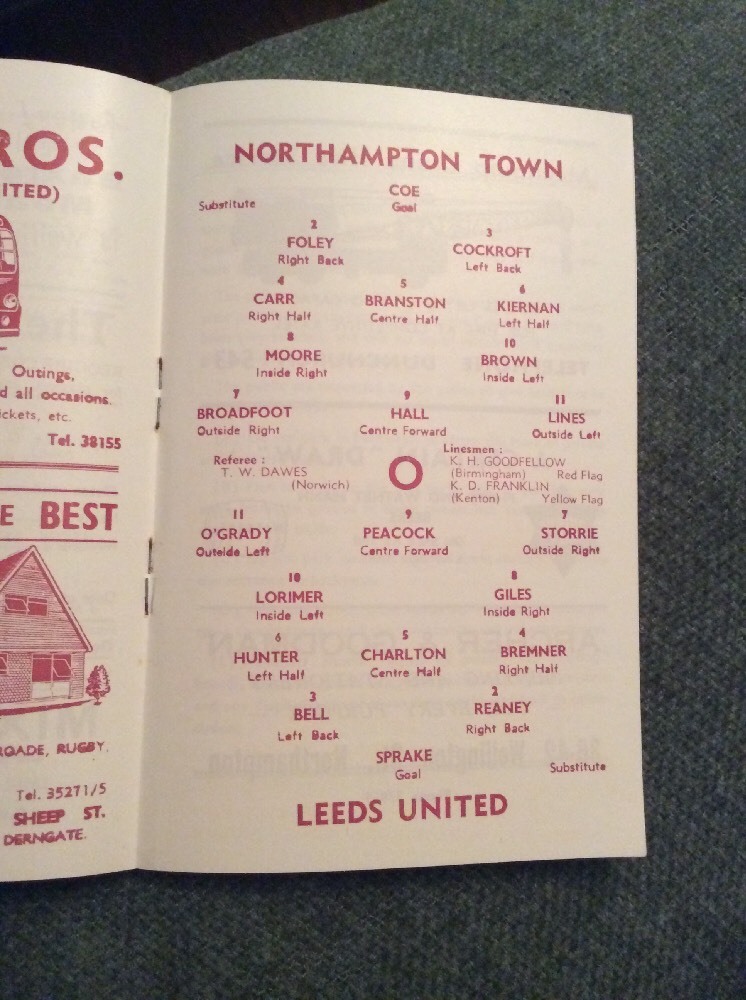 ROS.
ITED)
Outings,
d all occasions.
ickets, etc.
Tel. 38155
E BEST
ROADE, RUGBY.
Tel. 35271/5
SHEEP ST.
DERNGATE.
NORTHAMPTON TOWN
COE
Substitute Goal
2 3
FOLEY COCKROFT
Right Back Left Back
4 5 6
CARR BRANSTON KIERNAN
Right Half Centre Half Left Half
8 10
MOORE BROWN
Inside Right Inside Left
7 9 11
BROADFOOT HALL LINES
Outside Right Centre Forward Outside Left
Referee : Linesmen :
T. W. DAWES K. H. GOODFELLOW
(Norwich) (Birmingham) Red Flag
K. D. FRANKLIN
(Kenton) Yellow Flag
11 9 7
O'GRADY PEACOCK STORRIE
Outside Left Centre Forward Outside Right
10 8
LORIMER GILES
Inside Left Inside Right
6 5 4
HUNTER CHARLTON BREMNER
Left Half Centre Half Right Half
3 2
BELL REANEY
Left Back Right Back
SPRAKE
Goal Substitute
LEEDS UNITED